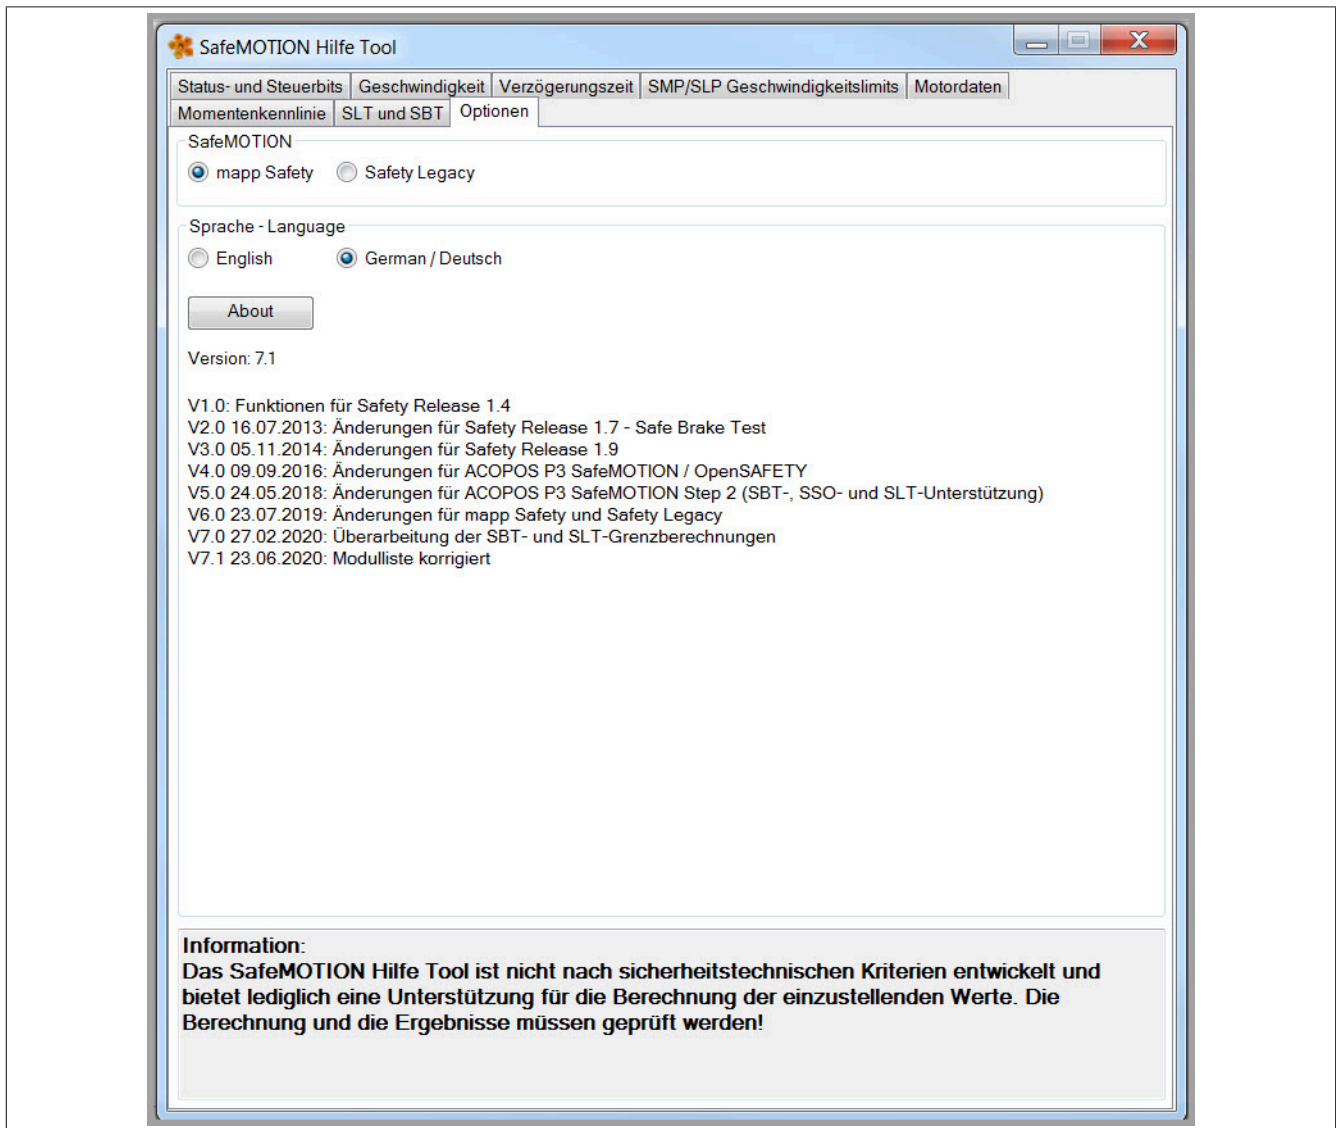 SafeMOTION Hilfe Tool
Status- und Steuerbits Geschwindigkeit Verzögerungszeit SMP/SLP Geschwindigkeitslimits Motordaten
Momentenkennlinie SLT und SBT Optionen
SafeMOTION
mapp Safety Safety Legacy
Sprache - Language
English German / Deutsch
About
Version: 7.1
V1.0: Funktionen für Safety Release 1.4
V2.0 16.07.2013: Änderungen für Safety Release 1.7 - Safe Brake Test
V3.0 05.11.2014: Änderungen für Safety Release 1.9
V4.0 09.09.2016: Änderungen für ACOPOS P3 SafeMOTION / OpenSAFETY
V5.0 24.05.2018: Änderungen für ACOPOS P3 SafeMOTION Step 2 (SBT-, SSO- und SLT-Unterstützung)
V6.0 23.07.2019: Änderungen für mapp Safety und Safety Legacy
V7.0 27.02.2020: Überarbeitung der SBT- und SLT-Grenzberechnungen
V7.1 23.06.2020: Modulliste korrigiert
Information:
Das SafeMOTION Hilfe Tool ist nicht nach sicherheitstechnischen Kriterien entwickelt und
bietet lediglich eine Unterstützung für die Berechnung der einzustellenden Werte. Die
Berechnung und die Ergebnisse müssen geprüft werden!